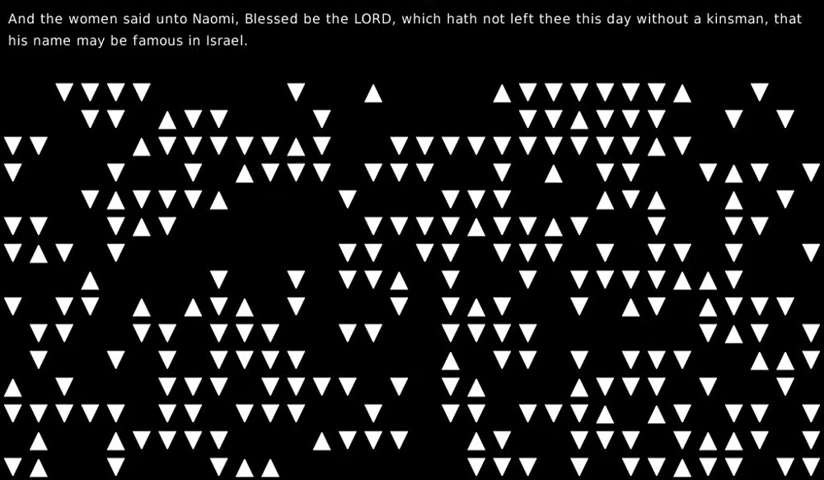 And the women said unto Naomi, Blessed be the LORD, which hath not left thee this day without a kinsman, that
his name may be famous in Israel.